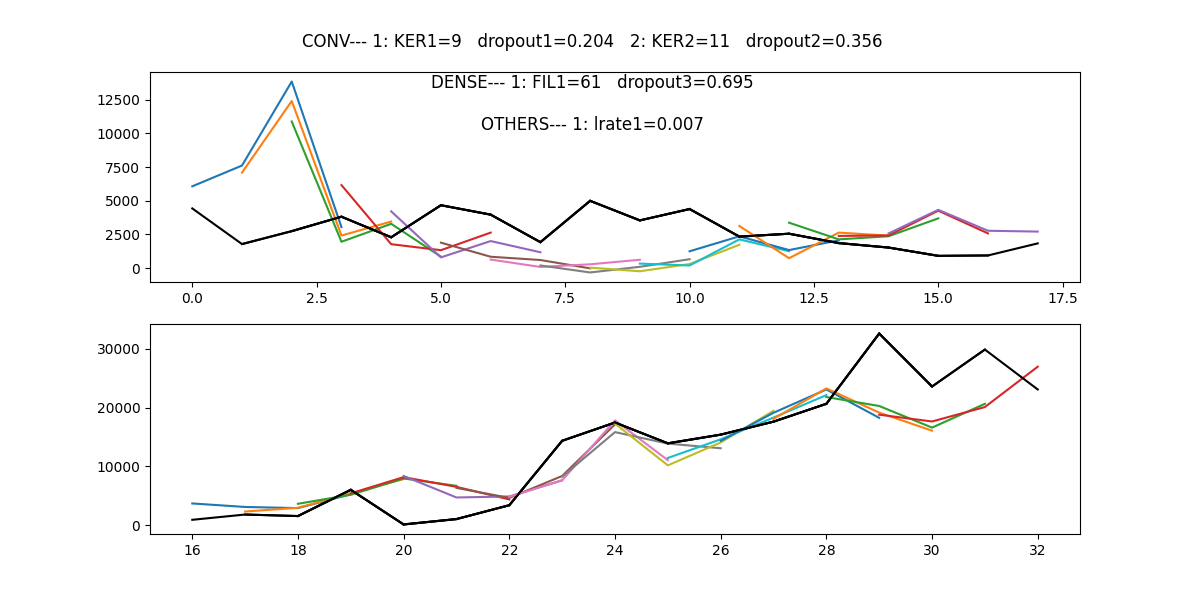 CONV--- 1: KER1=9   dropout1=0.204   2: KER2=11   dropout2=0.356
DENSE--- 1: FIL1=61   dropout3=0.695
OTHERS--- 1: lrate1=0.007
12500
10000
7500
5000
2500
0
0.0 2.5 5.0 7.5 10.0 12.5 15.0 17.5
30000
20000
10000
0
16 18 20 22 24 26 28 30 32